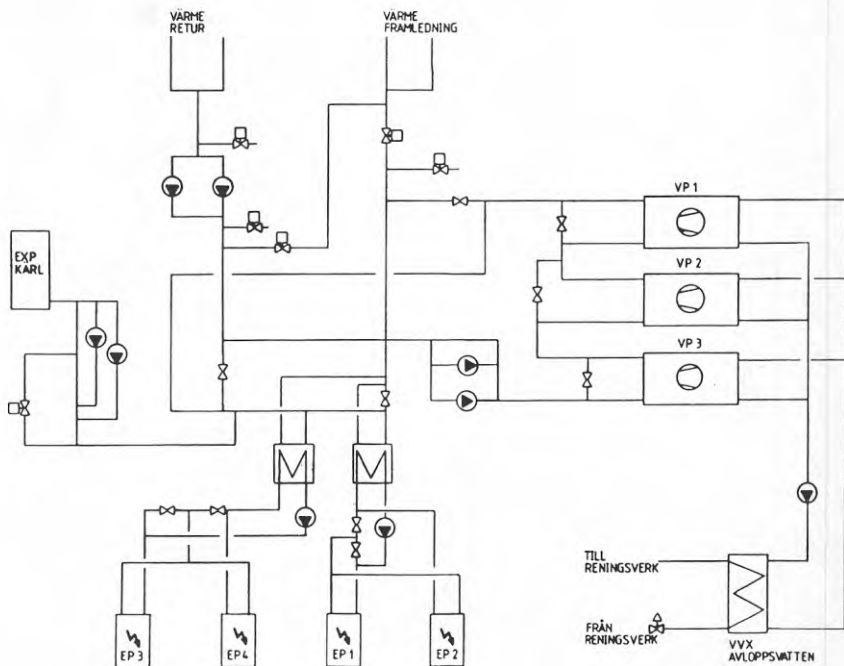 VÄRME
RETUR
VÄRME
FRAMLEDNING
VP 1
EXP
KÄRL
VP 2
VP 3
TILL
RENINGSVERK
FRÅN
RENINGSVERK
VVX
AVLOPPSVATTEN
EP 3
EP 4
EP 1
EP 2